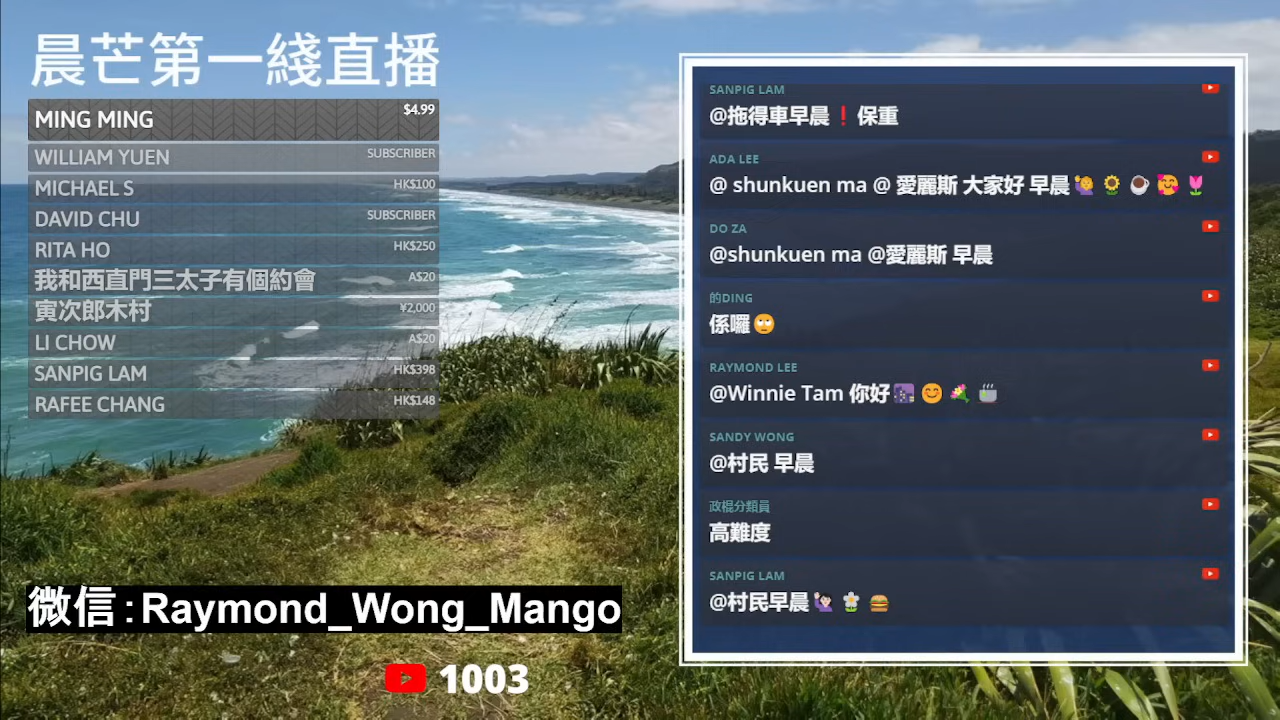 晨芒第一綫直播
MING MING $4.99
WILLIAM YUEN SUBSCRIBER
MICHAEL S HK$100
DAVID CHU SUBSCRIBER
RITA HO HK$250
我和西直門三太子有個約會 A$20
寅次郎木村 ¥2,000
LI CHOW A$20
SANPIG LAM HK$398
RAFEE CHANG HK$148
微信:Raymond_Wong_Mango
1003
SANPIG LAM
@拖得車早晨❗保重
ADA LEE
@ shunkuen ma @ 愛麗斯 大家好 早晨🙋🌻☕🥰🌷
DO ZA
@shunkuen ma @愛麗斯 早晨
的DING
係囉🙄
RAYMOND LEE
@Winnie Tam 你好🎆😊💐🍵
SANDY WONG
@村民 早晨
政棍分類員
高難度
SANPIG LAM
@村民早晨🙋🏻‍♀️🌼🍔